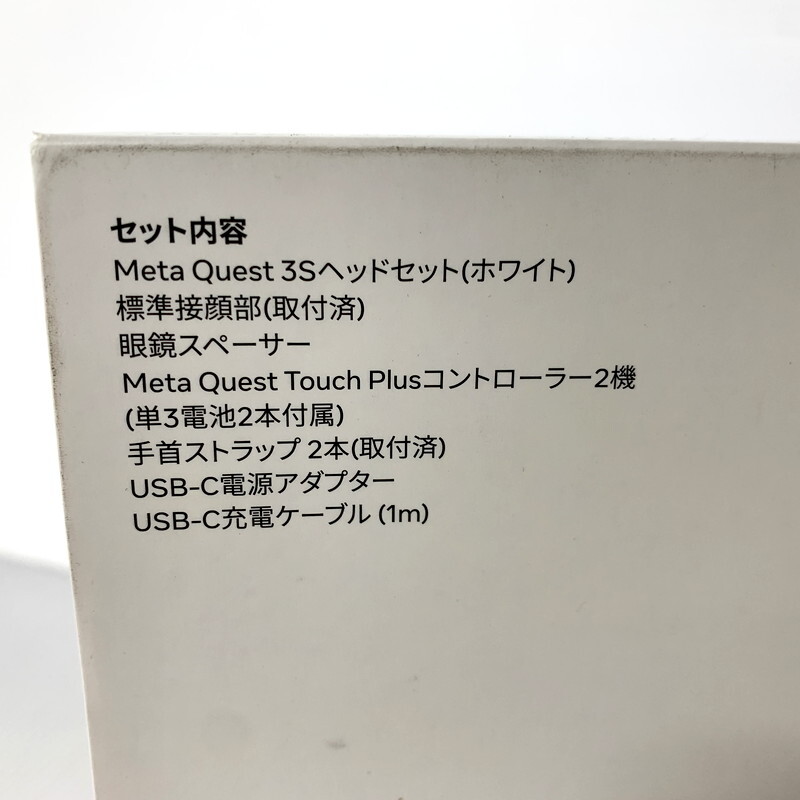 セット内容
Meta Quest 3Sヘッドセット(ホワイト)
標準接顔部(取付済)
眼鏡スペーサー
Meta Quest Touch Plusコントローラー2機
(単3電池2本付属)
手首ストラップ 2本(取付済)
USB-C電源アダプター
USB-C充電ケーブル (1m)